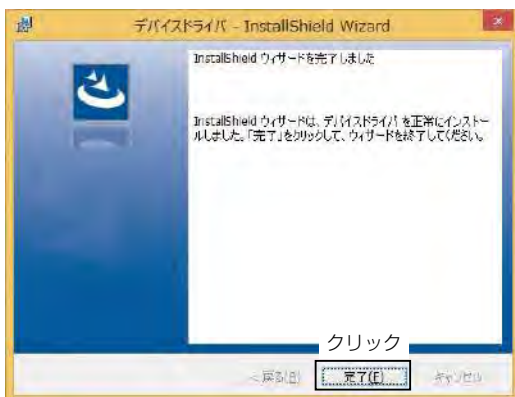 デバイスドライバ - InstallShield Wizard
InstallShield ウィザードを完了しました
InstallShield ウィザードは、デバイスドライバ を正常にインストー
ルしました。「完了」をクリックして、ウィザードを終了してください。
クリック
< 戻る(B)
完了(F)
キャンセル